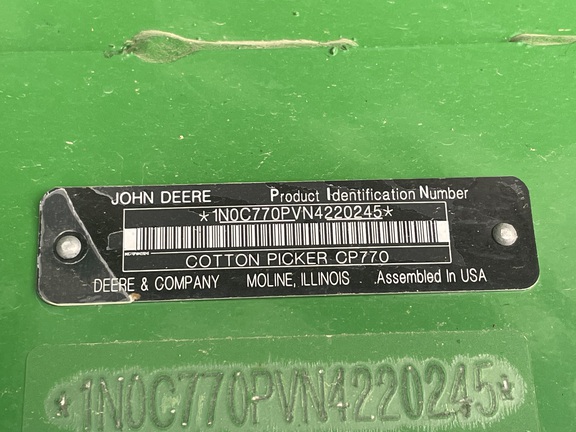 JOHN DEERE Product Identification Number
*1N0C770PVN4220245*
COTTON PICKER CP770
DEERE & COMPANY MOLINE, ILLINOIS Assembled In USA
*1N0C770PVN4220245*